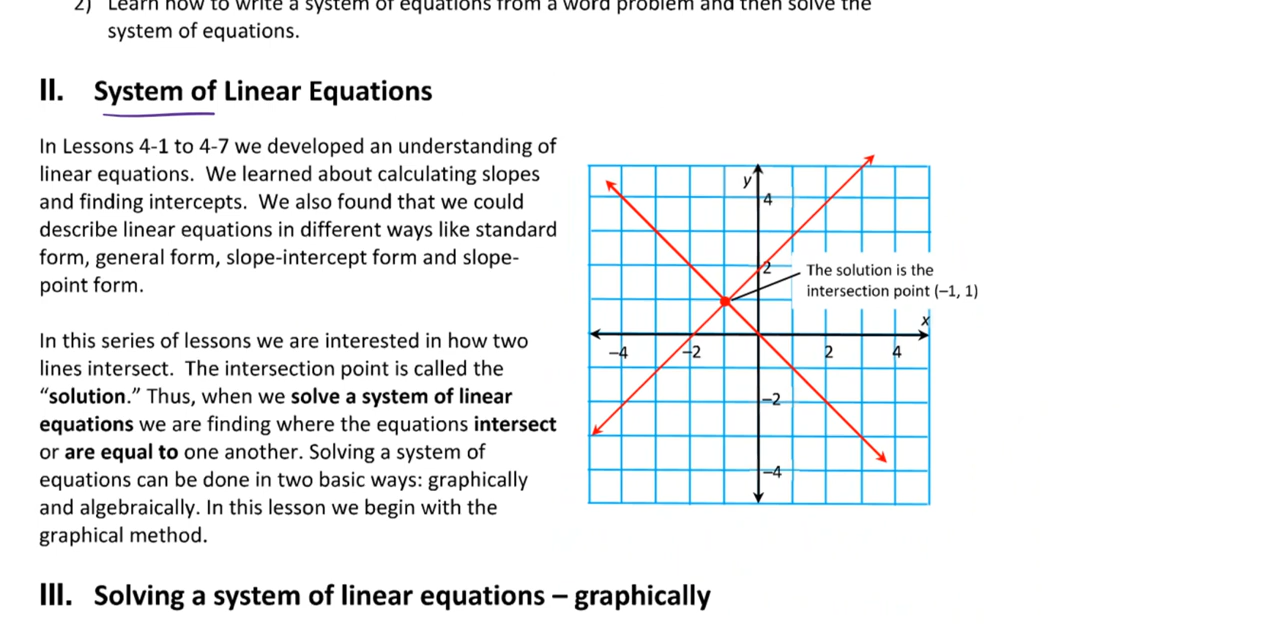 2) Learn how to write a system of equations from a word problem and then solve the
system of equations.
II. System of Linear Equations
In Lessons 4-1 to 4-7 we developed an understanding of
linear equations. We learned about calculating slopes
and finding intercepts. We also found that we could
describe linear equations in different ways like standard
form, general form, slope-intercept form and slope-
point form.
In this series of lessons we are interested in how two
lines intersect. The intersection point is called the
“solution.” Thus, when we solve a system of linear
equations we are finding where the equations intersect
or are equal to one another. Solving a system of
equations can be done in two basic ways: graphically
and algebraically. In this lesson we begin with the
graphical method.
y
4
2
The solution is the
intersection point (−1, 1)
x
−4
−2
2
4
−2
−4
III. Solving a system of linear equations – graphically